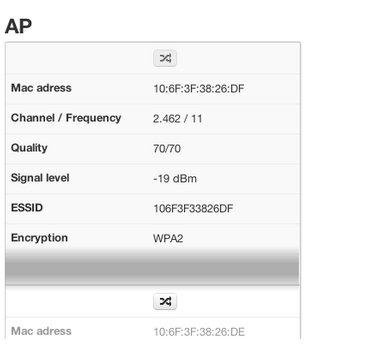 AP
Mac adress 10:6F:3F:38:26:DF
Channel / Frequency 2.462 / 11
Quality 70/70
Signal level -19 dBm
ESSID 106F3F33826DF
Encryption WPA2
Mac adress 10:6F:3F:38:26:DE